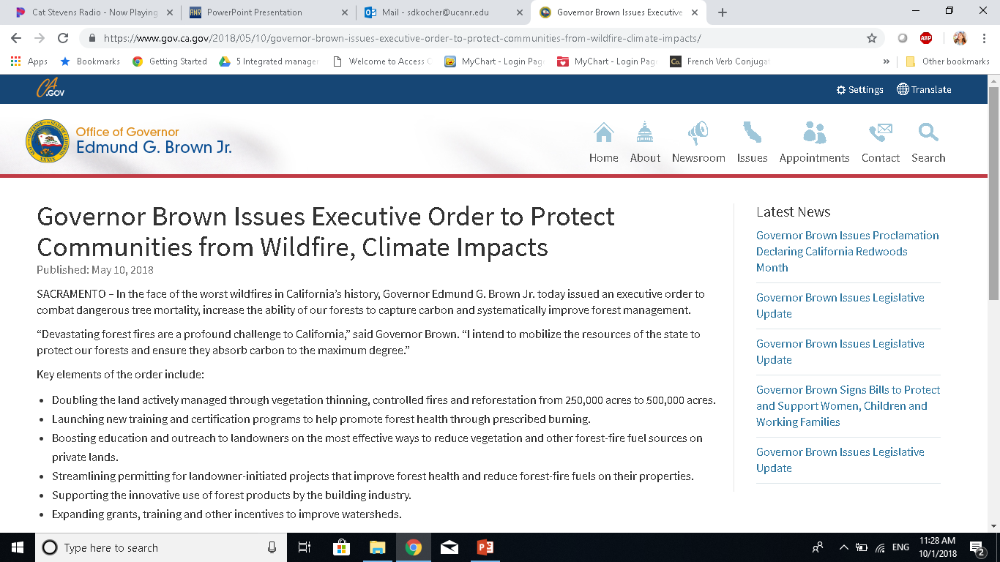 Cat Stevens Radio - Now Playing
PowerPoint Presentation
Mail - sdkocher@ucanr.edu
Governor Brown Issues Executive
https://www.gov.ca.gov/2018/05/10/governor-brown-issues-executive-order-to-protect-communities-from-wildfire-climate-impacts/
ABP
Apps
Bookmarks
Getting Started
5 Integrated manager
Welcome to Access
MyChart - Login Pag
MyChart - Login Pag
French Verb Conjugat
Other bookmarks
CA.GOV
Settings
Translate
Office of Governor
Edmund G. Brown Jr.
Home
About
Newsroom
Issues
Appointments
Contact
Search
Governor Brown Issues Executive Order to Protect
Communities from Wildfire, Climate Impacts
Published: May 10, 2018
SACRAMENTO – In the face of the worst wildfires in California’s history, Governor Edmund G. Brown Jr. today issued an executive order to
combat dangerous tree mortality, increase the ability of our forests to capture carbon and systematically improve forest management.
“Devastating forest fires are a profound challenge to California,” said Governor Brown. “I intend to mobilize the resources of the state to
protect our forests and ensure they absorb carbon to the maximum degree.”
Key elements of the order include:
• Doubling the land actively managed through vegetation thinning, controlled fires and reforestation from 250,000 acres to 500,000 acres.
• Launching new training and certification programs to help promote forest health through prescribed burning.
• Boosting education and outreach to landowners on the most effective ways to reduce vegetation and other forest-fire fuel sources on
private lands.
• Streamlining permitting for landowner-initiated projects that improve forest health and reduce forest-fire fuels on their properties.
• Supporting the innovative use of forest products by the building industry.
• Expanding grants, training and other incentives to improve watersheds.
Latest News
Governor Brown Issues Proclamation
Declaring California Redwoods
Month
Governor Brown Issues Legislative
Update
Governor Brown Issues Legislative
Update
Governor Brown Signs Bills to Protect
and Support Women, Children and
Working Families
Governor Brown Issues Legislative
Update
Type here to search
ENG
11:28 AM
10/1/2018
2